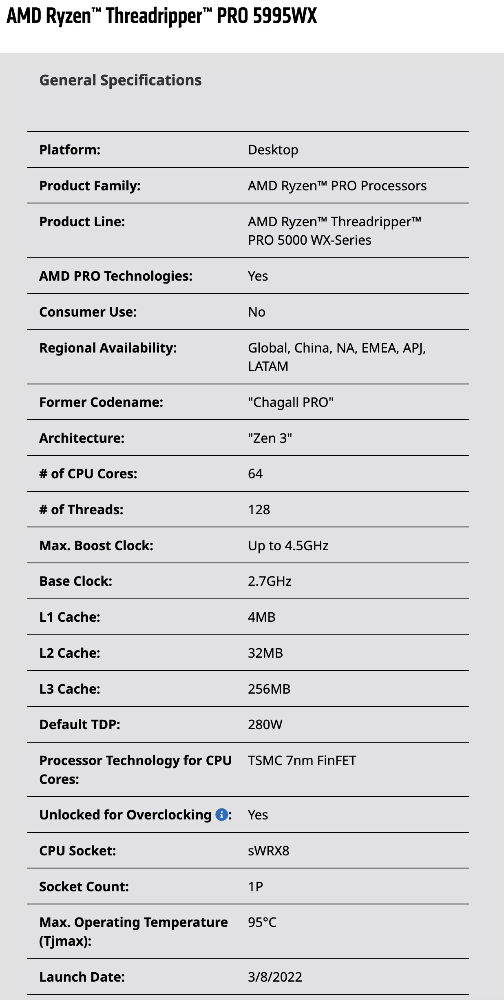 AMD Ryzen™ Threadripper™ PRO 5995WX
General Specifications
Platform: Desktop
Product Family: AMD Ryzen™ PRO Processors
Product Line: AMD Ryzen™ Threadripper™
PRO 5000 WX-Series
AMD PRO Technologies: Yes
Consumer Use: No
Regional Availability: Global, China, NA, EMEA, APJ,
LATAM
Former Codename: "Chagall PRO"
Architecture: "Zen 3"
# of CPU Cores: 64
# of Threads: 128
Max. Boost Clock: Up to 4.5GHz
Base Clock: 2.7GHz
L1 Cache: 4MB
L2 Cache: 32MB
L3 Cache: 256MB
Default TDP: 280W
Processor Technology for CPU TSMC 7nm FinFET
Cores:
Unlocked for Overclocking i: Yes
CPU Socket: sWRX8
Socket Count: 1P
Max. Operating Temperature 95°C
(Tjmax):
Launch Date: 3/8/2022